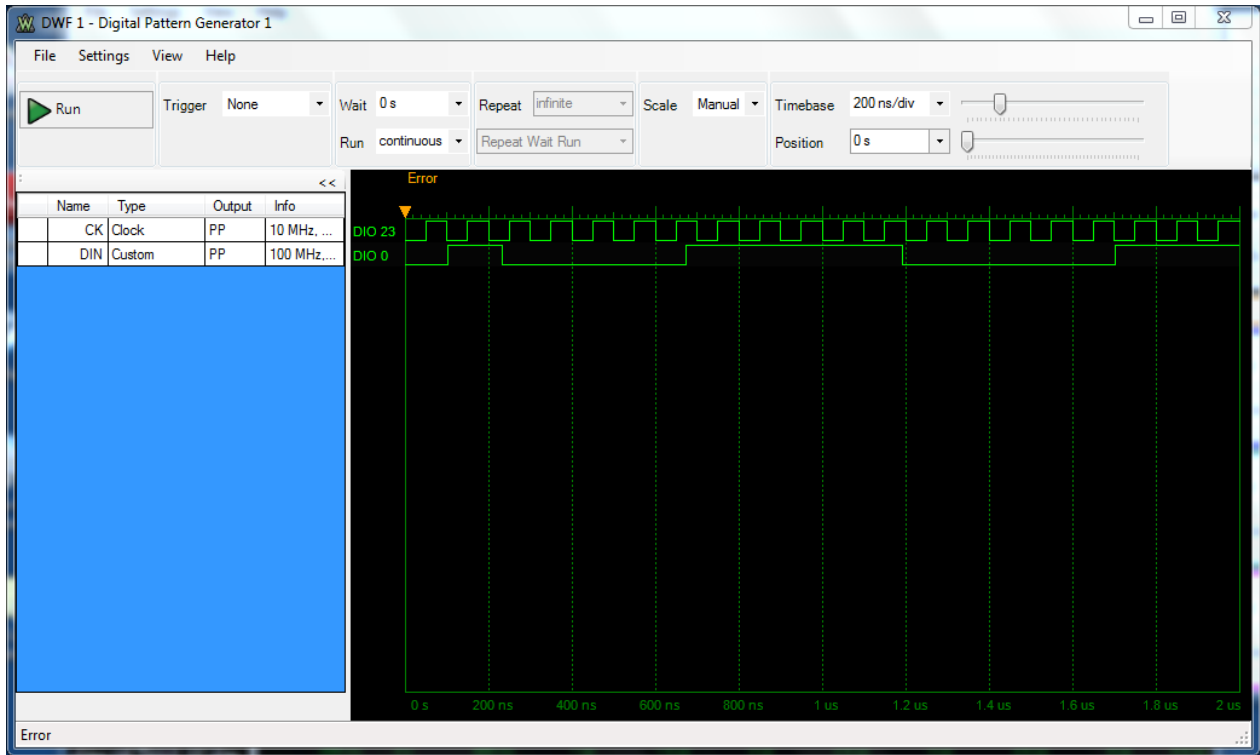 DWF 1 - Digital Pattern Generator 1
File Settings View Help
Run Trigger None Wait 0 s Repeat infinite Scale Manual Timebase 200 ns/div
Run continuous Repeat Wait Run Position 0 s
<< Error
Name Type Output Info
CK Clock PP 10 MHz, ... DIO 23
DIN Custom PP 100 MHz,... DIO 0
0 s 200 ns 400 ns 600 ns 800 ns 1 us 1.2 us 1.4 us 1.6 us 1.8 us 2 us
Error